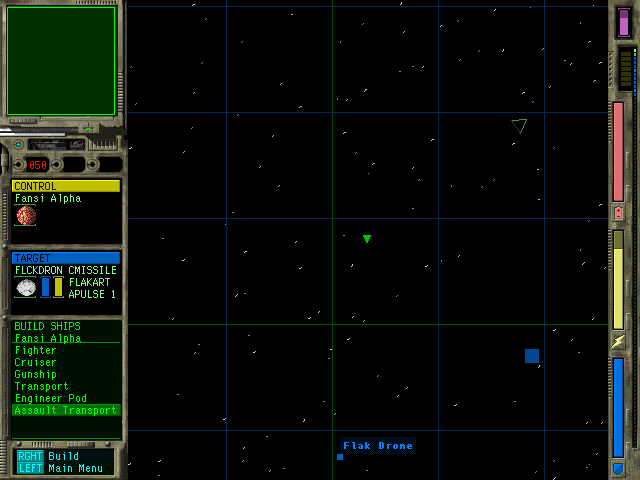 050
CONTROL
Fansi Alpha
TARGET
FLCKDRON CMISSILE
FLAKART
APULSE 1
BUILD SHIPS
Fansi Alpha
Fighter
Cruiser
Gunship
Transport
Engineer Pod
Assault Transport
RGHT Build
LEFT Main Menu
Flak Drone